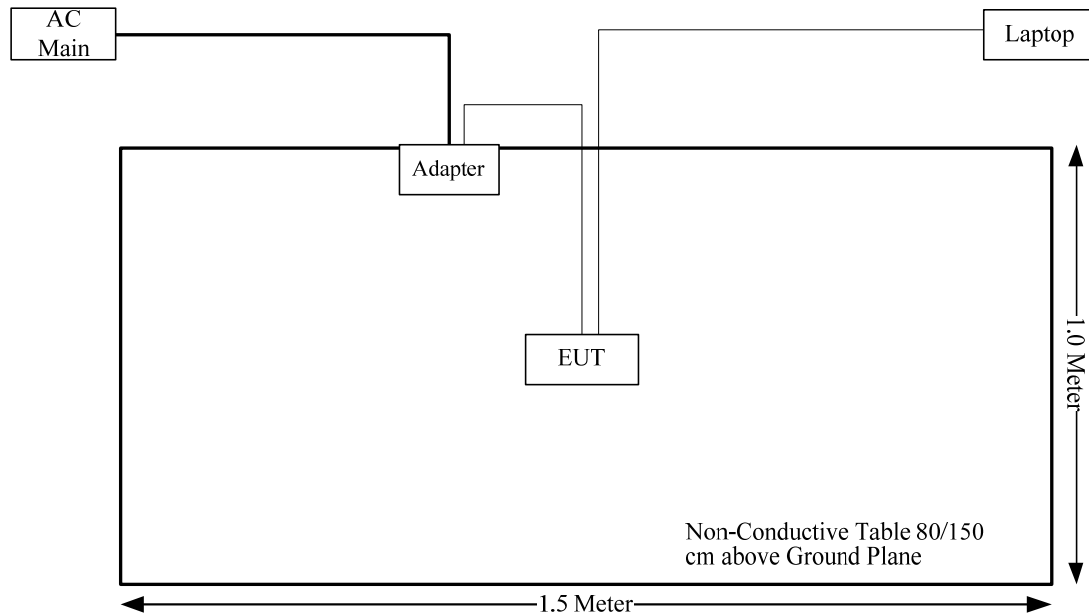 AC
Main
Laptop
Adapter
EUT
1.0 Meter
Non-Conductive Table 80/150
cm above Ground Plane
1.5 Meter